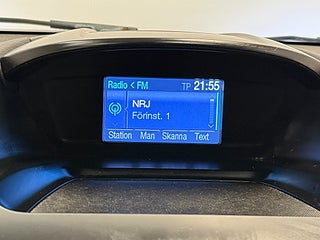 Radio < FM TP 21:55
NRJ
Förinst. 1
Station Man Skanna Text